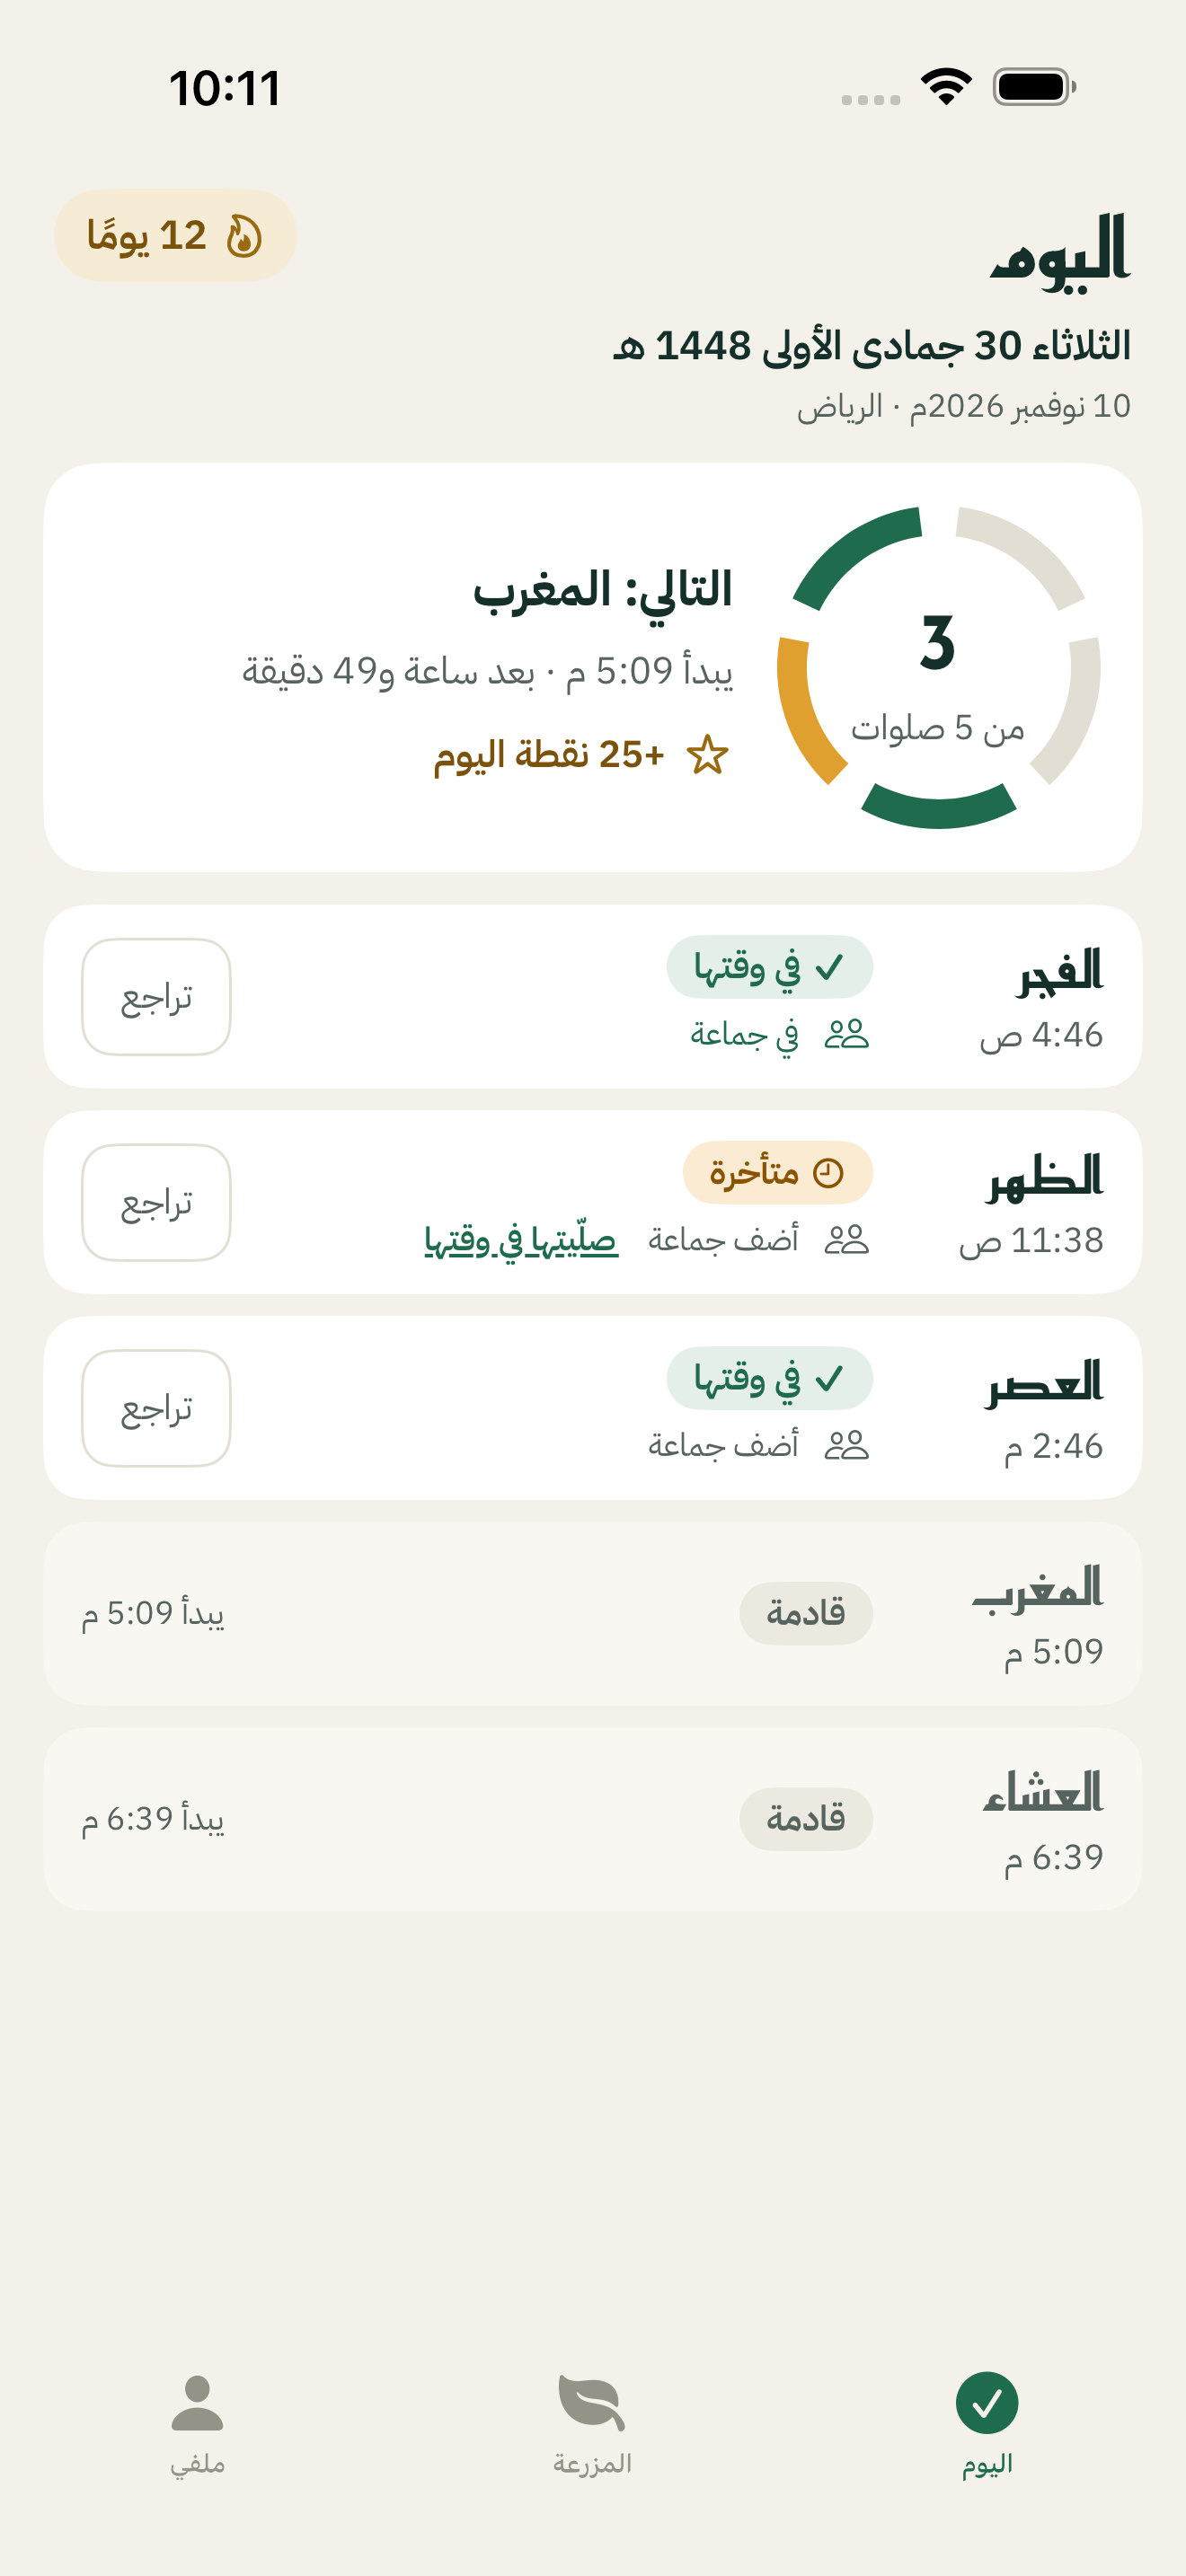 10:11
اليوم
12 يومًا
الثلاثاء 30 جمادى الأولى 1448 هـ
10 نوفمبر 2026م · الرياض
3
من 5 صلوات
التالي: المغرب
يبدأ 5:09 م · بعد ساعة و49 دقيقة
+25 نقطة اليوم
الفجر
4:46 ص
في وقتها
في جماعة
تراجع
الظهر
11:38 ص
متأخرة
أضف جماعة صلّيتها في وقتها
تراجع
العصر
2:46 م
في وقتها
أضف جماعة
تراجع
المغرب
5:09 م
قادمة
يبدأ 5:09 م
العشاء
6:39 م
قادمة
يبدأ 6:39 م
اليوم
المزرعة
ملفي